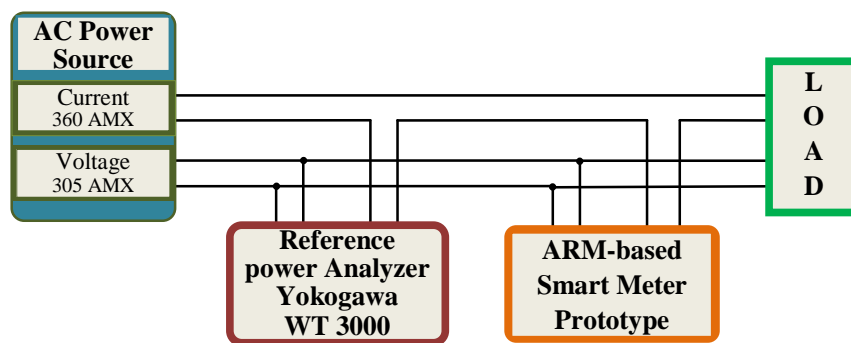 AC Power
Source
Current
360 AMX
Voltage
305 AMX
L
O
A
D
Reference
power Analyzer
Yokogawa
WT 3000
ARM-based
Smart Meter
Prototype